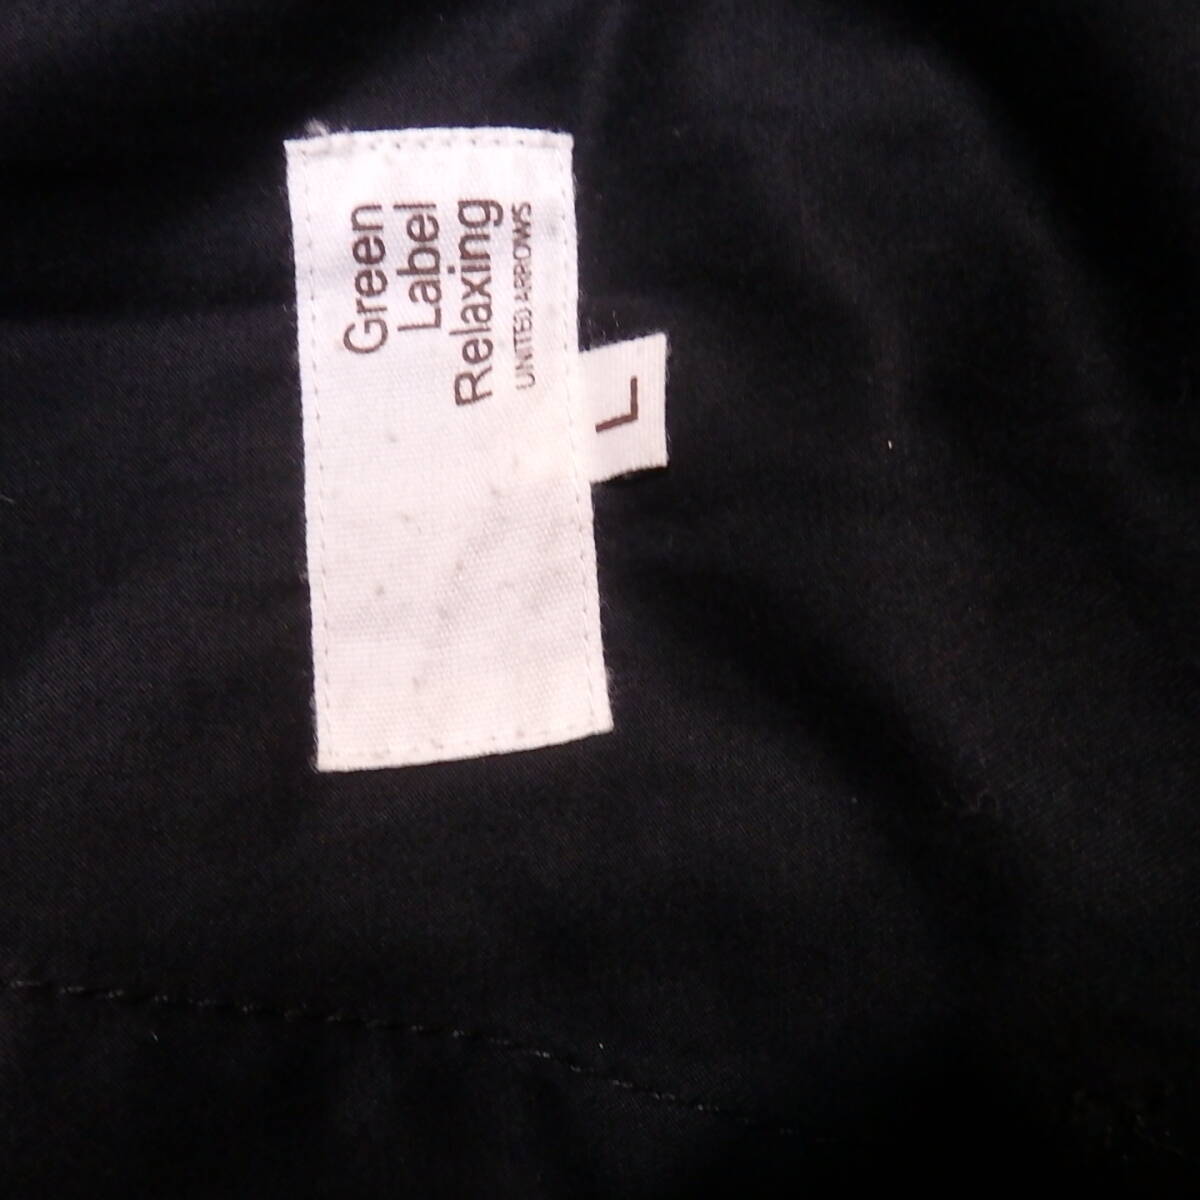 Green
Label
Relaxing
UNITED ARROWS
L